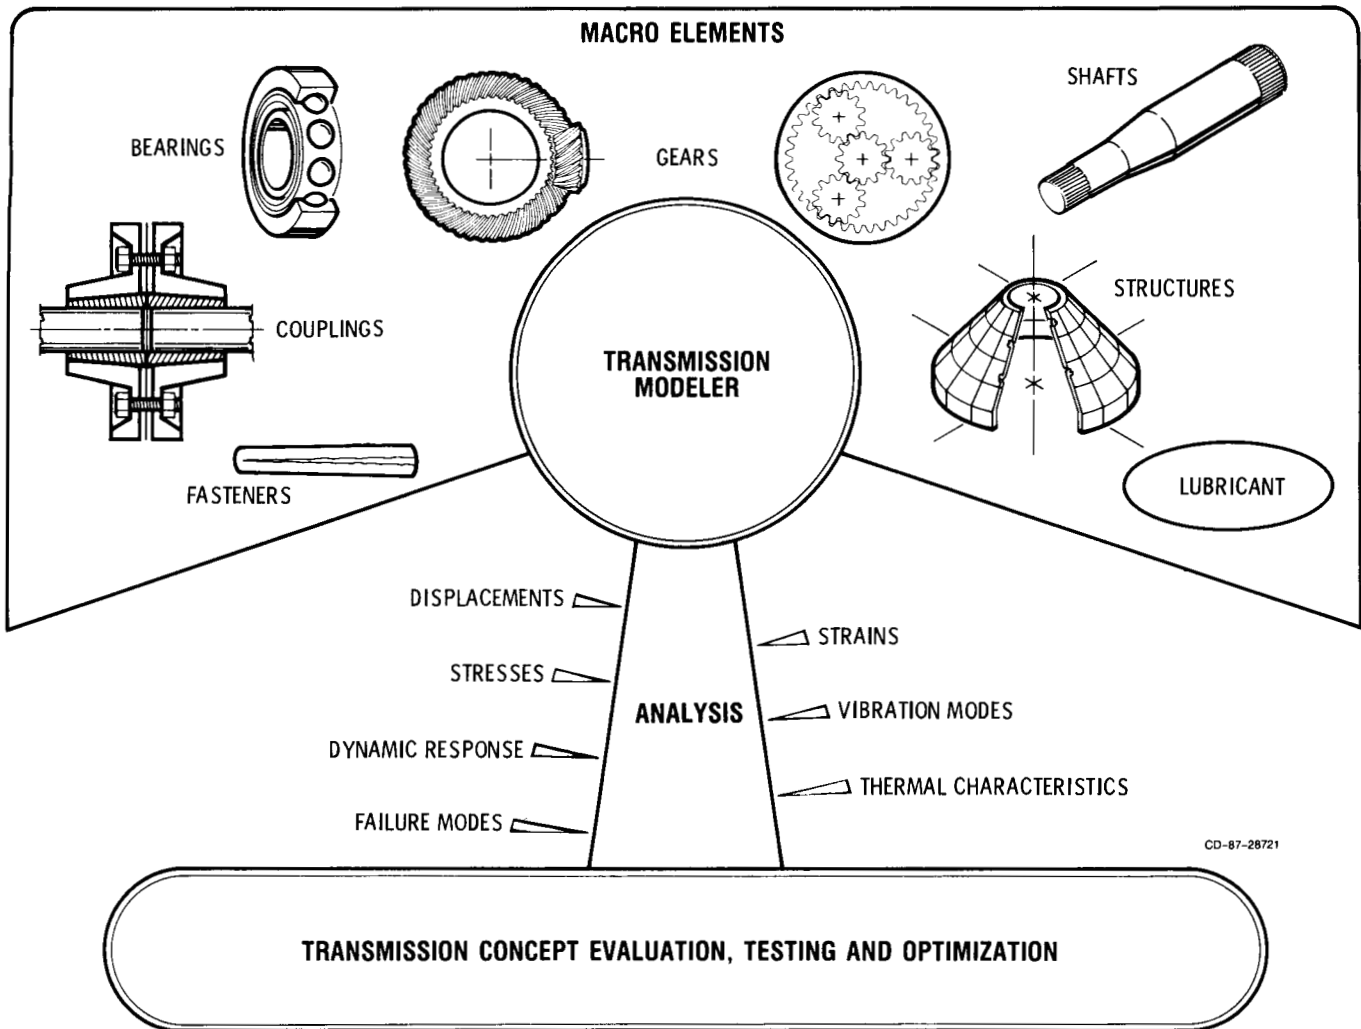 MACRO ELEMENTS
SHAFTS
BEARINGS
GEARS
STRUCTURES
COUPLINGS
TRANSMISSION
MODELER
LUBRICANT
FASTENERS
DISPLACEMENTS
STRAINS
STRESSES
ANALYSIS
VIBRATION MODES
DYNAMIC RESPONSE
THERMAL CHARACTERISTICS
FAILURE MODES
CD-87-28721
TRANSMISSION CONCEPT EVALUATION, TESTING AND OPTIMIZATION